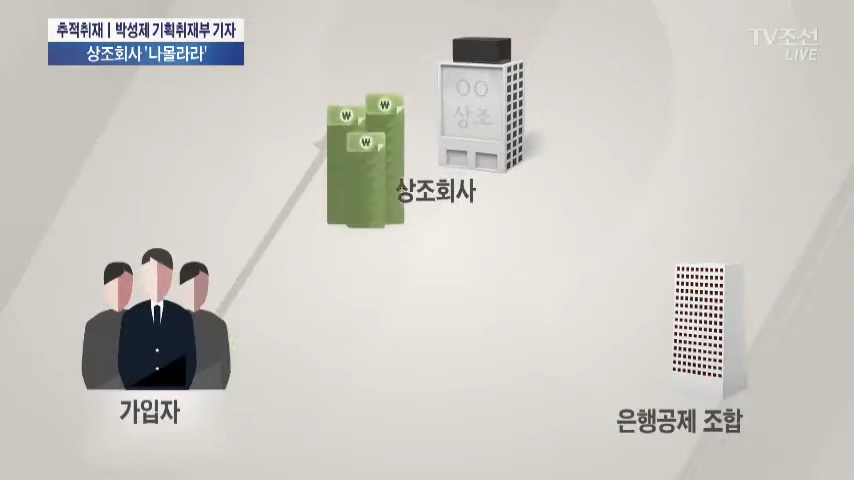 추적취재 | 박성제 기획취재부 기자
상조회사 '나몰라라'
TV조선
LIVE
○○
상조
₩
₩
₩
상조회사
가입자
은행공제 조합